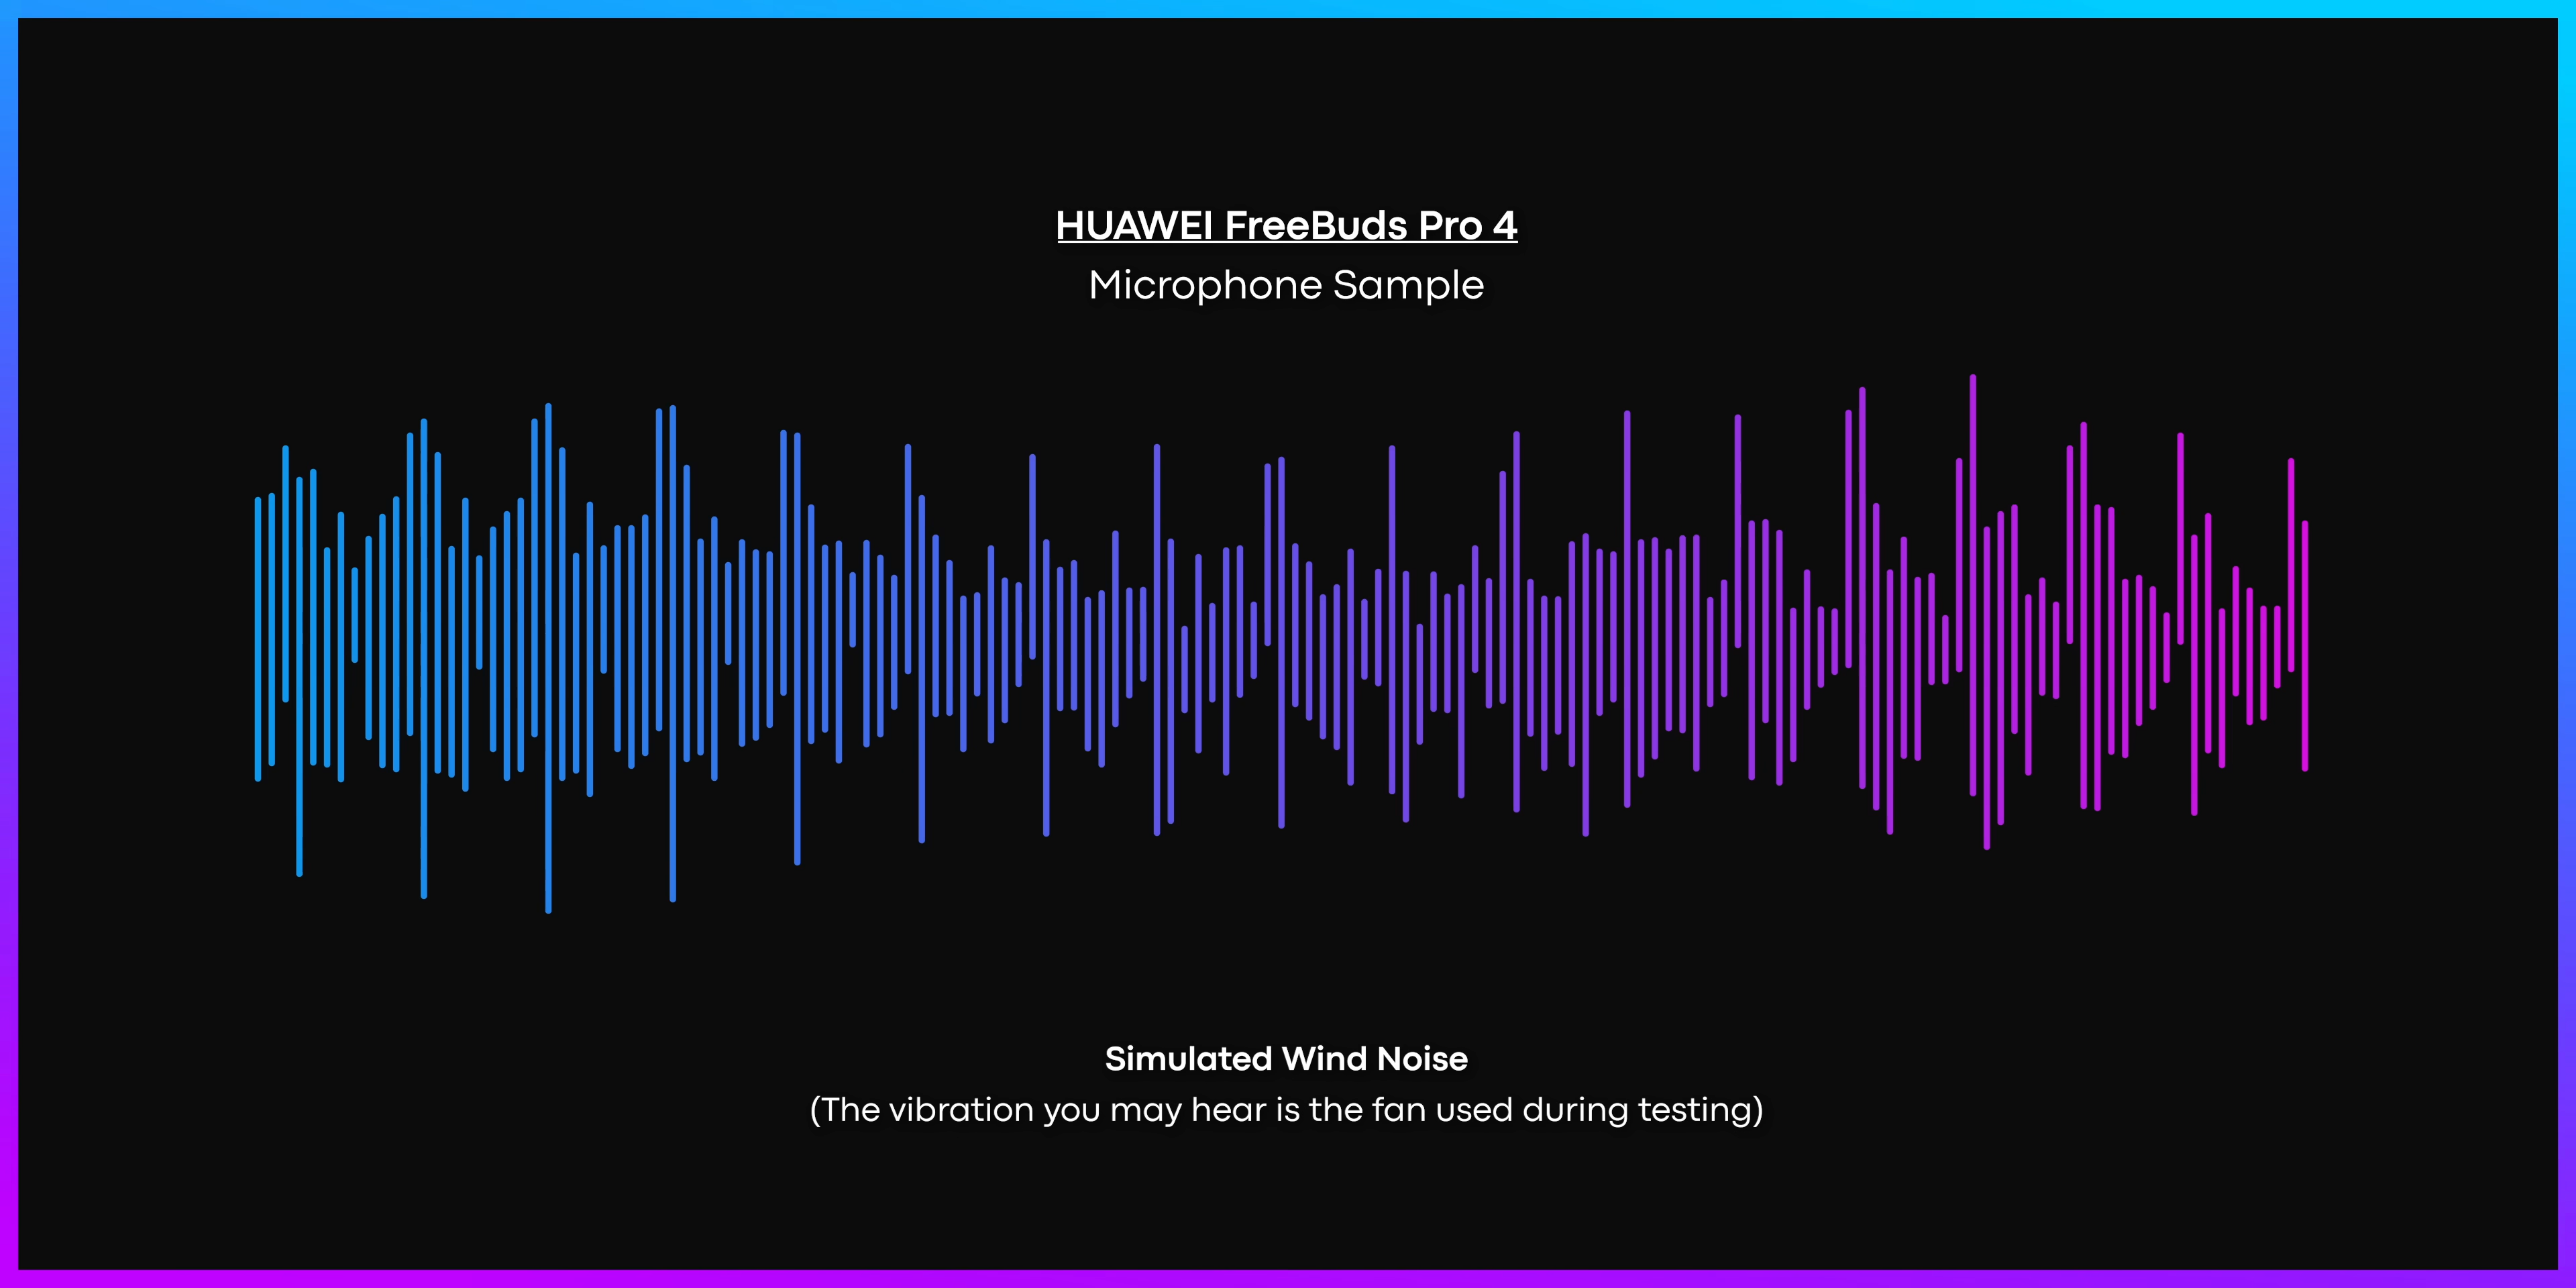 HUAWEI FreeBuds Pro 4
Microphone Sample
Simulated Wind Noise
(The vibration you may hear is the fan used during testing)